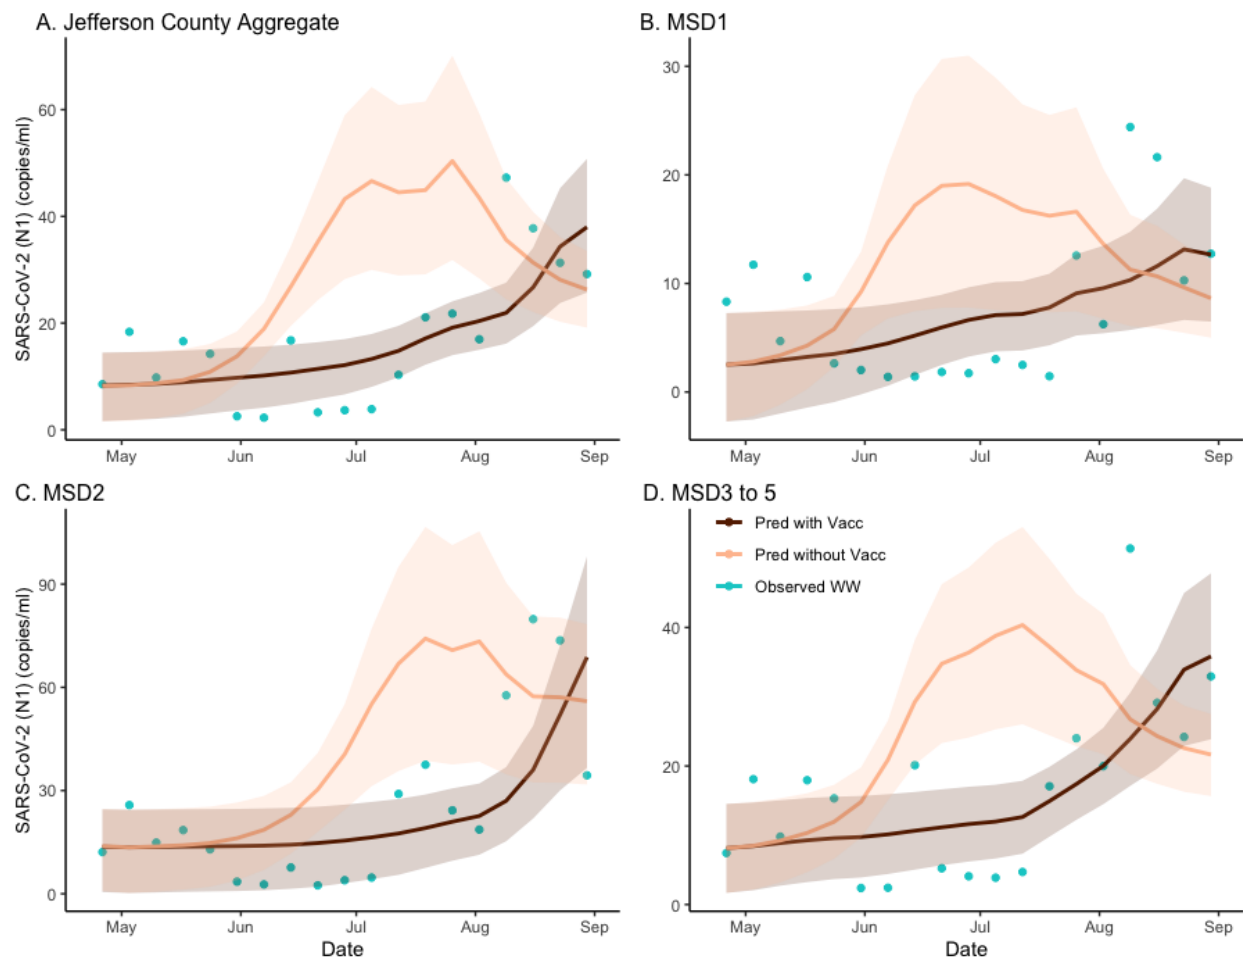 A. Jefferson County Aggregate
SARS-CoV-2 (N1) (copies/ml)
60
40
20
0
May Jun Jul Aug Sep
B. MSD1
30
20
10
0
May Jun Jul Aug Sep
C. MSD2
SARS-CoV-2 (N1) (copies/ml)
90
60
30
0
May Jun Jul Aug Sep
Date
D. MSD3 to 5
Pred with Vacc
Pred without Vacc
Observed WW
40
20
0
May Jun Jul Aug Sep
Date